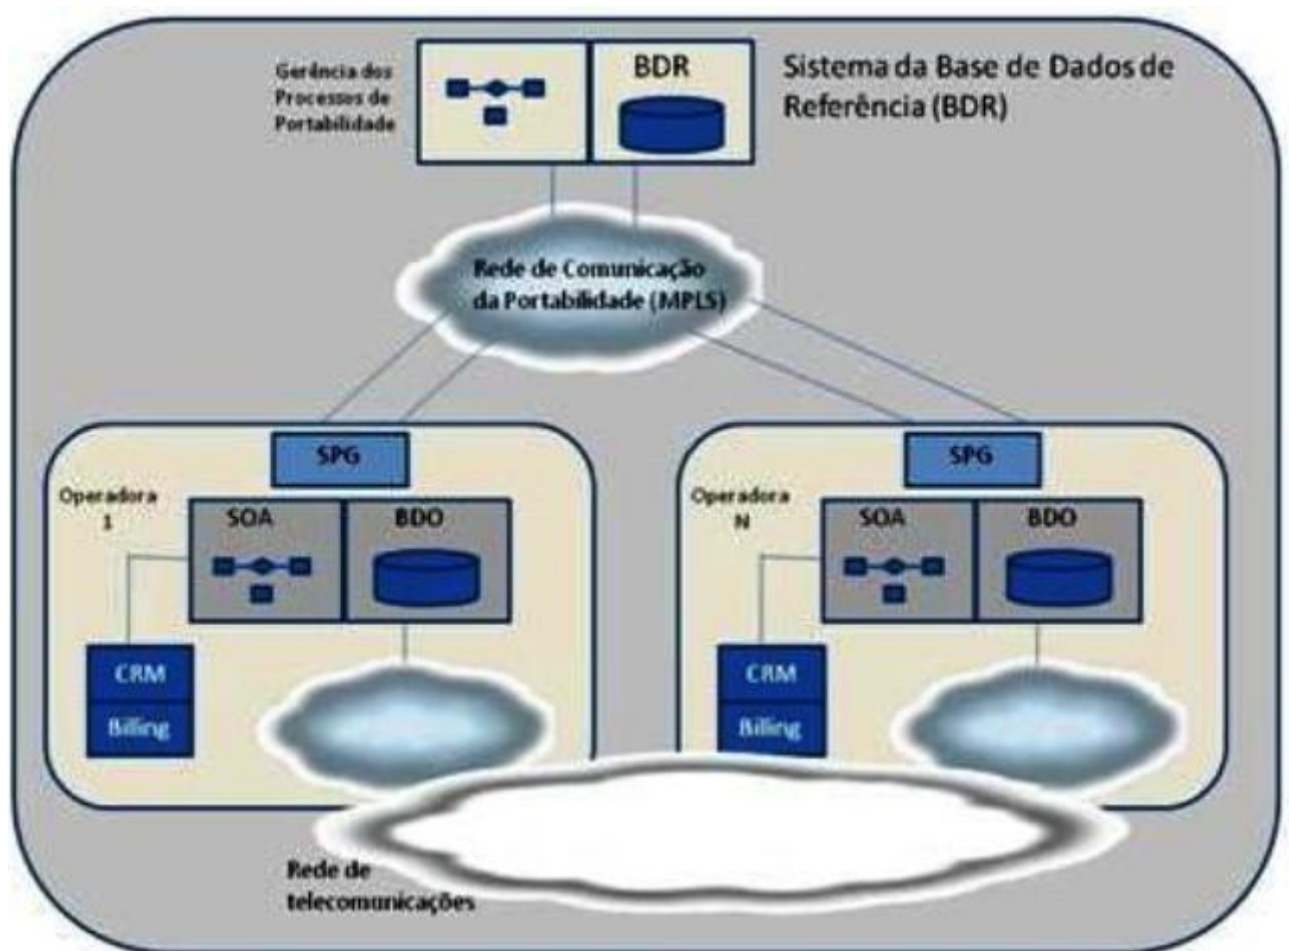 Gerência dos
Processos de
Portabilidade
BDR
Sistema da Base de Dados de
Referência (BDR)
Rede de Comunicação
da Portabilidade (MPLS)
SPG
Operadora
1
SOA
BDO
CRM
Billing
SPG
Operadora
N
SOA
BDO
CRM
Billing
Rede de
telecomunicações